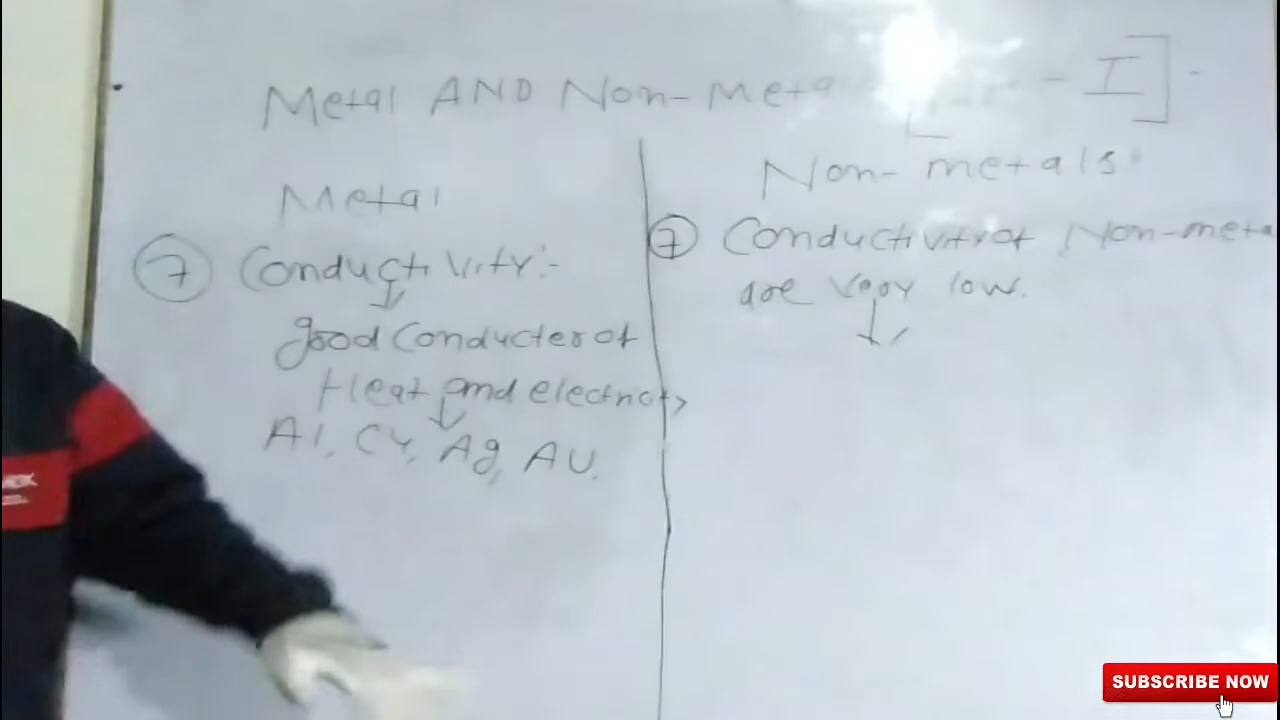 Metal AND Non-Meta
I] -
Metal
⑦ Conductivity:-
good Conducter of
Heat and electricity
Al, Cu, Ag, AU.
Non-metals
⑦ Conductivity of Non-meta
are very low.
SUBSCRIBE NOW